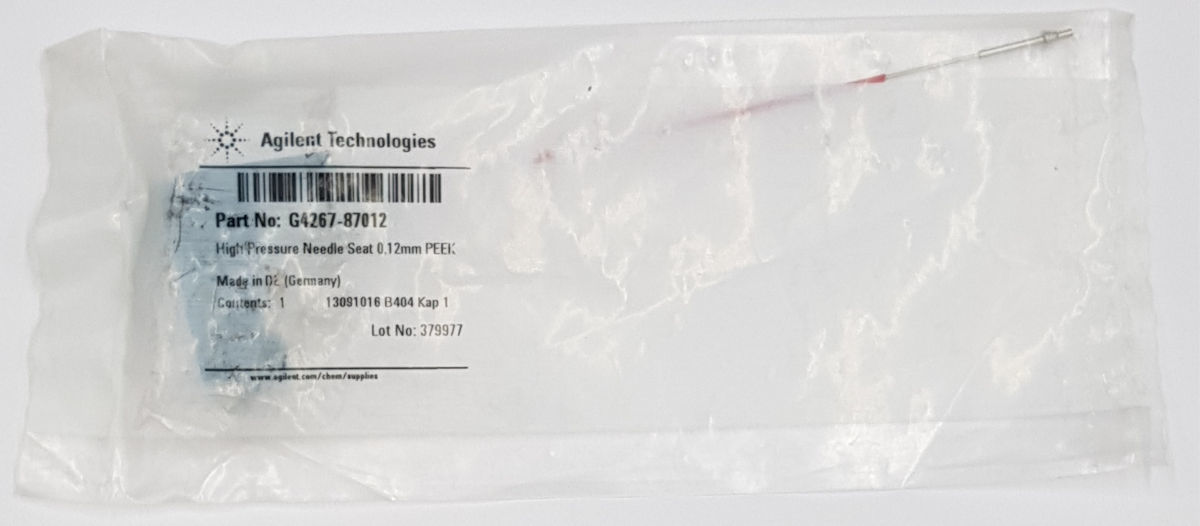 Agilent Technologies
Part No: G4267-87012
High Pressure Needle Seat 0.12mm PEEK
Made in DE (Germany)
Contents: 1 13091016 B404 Kap 1
Lot No: 379977
www.agilent.com/chem/supplies